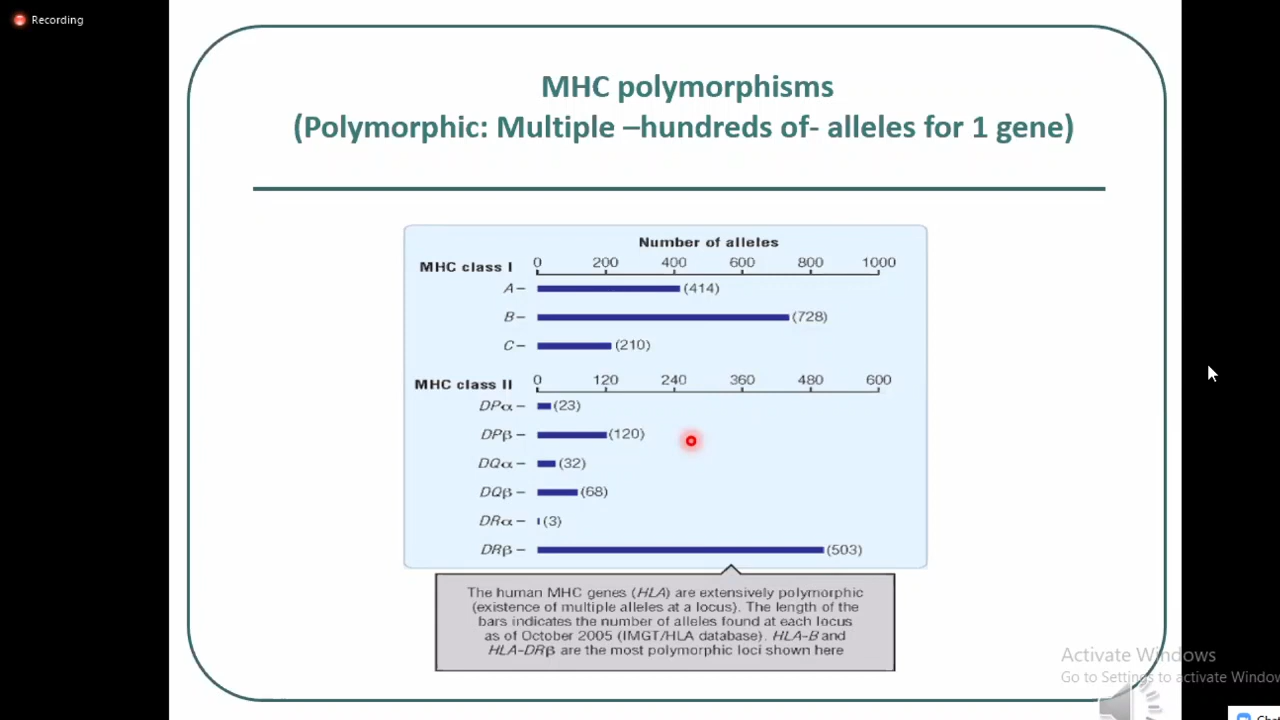 Recording
MHC polymorphisms
(Polymorphic: Multiple –hundreds of- alleles for 1 gene)
Number of alleles
MHC class I 0 200 400 600 800 1000
A – (414)
B – (728)
C – (210)
MHC class II 0 120 240 360 480 600
DPα – (23)
DPβ – (120)
DQα – (32)
DQβ – (68)
DRα – (3)
DRβ – (503)
The human MHC genes (HLA) are extensively polymorphic
(existence of multiple alleles at a locus). The length of the
bars indicates the number of alleles found at each locus
as of October 2005 (IMGT/HLA database). HLA-B and
HLA-DRβ are the most polymorphic loci shown here
Activate Windows
Go to Settings to activate Window